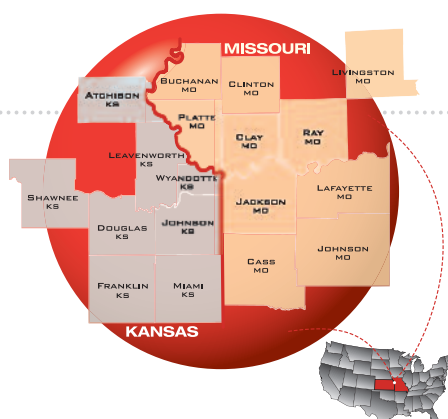 MISSOURI
LIVINGSTON
MO
BUCHANAN
MO
CLINTON
MO
ATCHISON
KS
PLATTE
MO
CLAY
MO
RAY
MO
LEAVENWORTH
KS
WYANDOTTE
KS
LAFAYETTE
MO
SHAWNEE
KS
JACKSON
MO
DOUGLAS
KS
JOHNSON
KS
JOHNSON
MO
CASS
MO
FRANKLIN
KS
MIAMI
KS
KANSAS